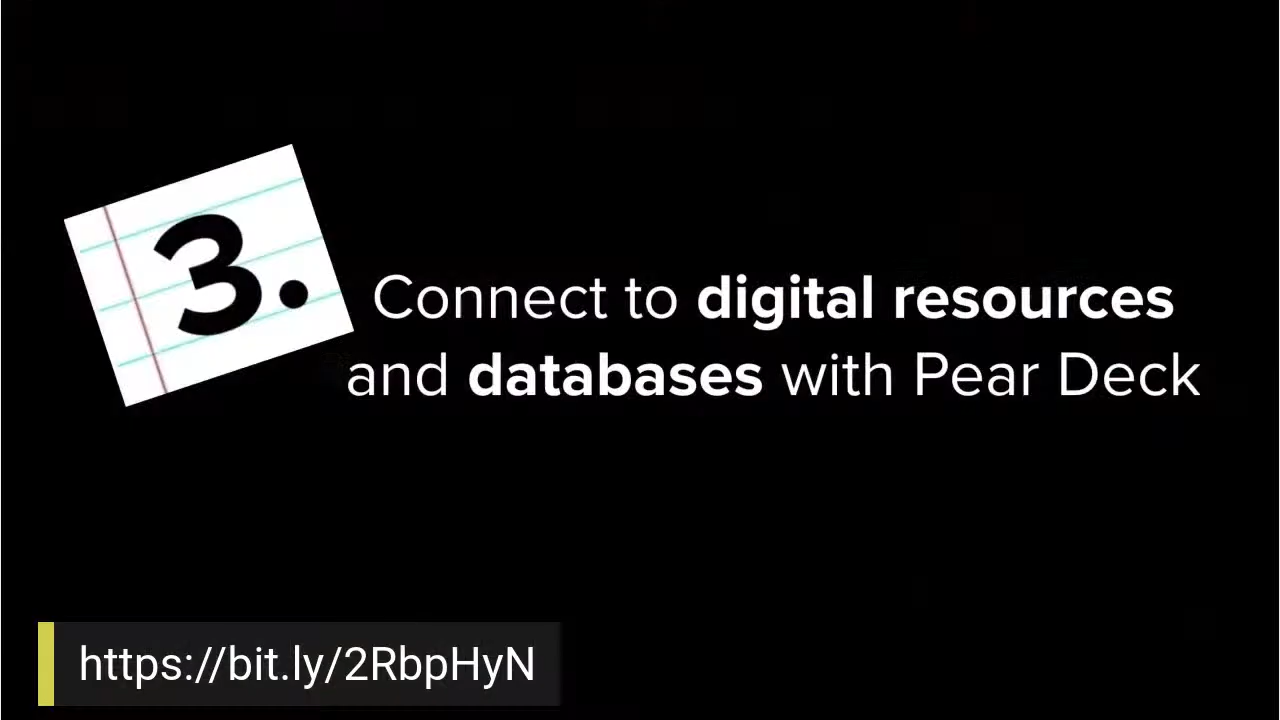 3.
Connect to digital resources
and databases with Pear Deck
https://bit.ly/2RbpHyN